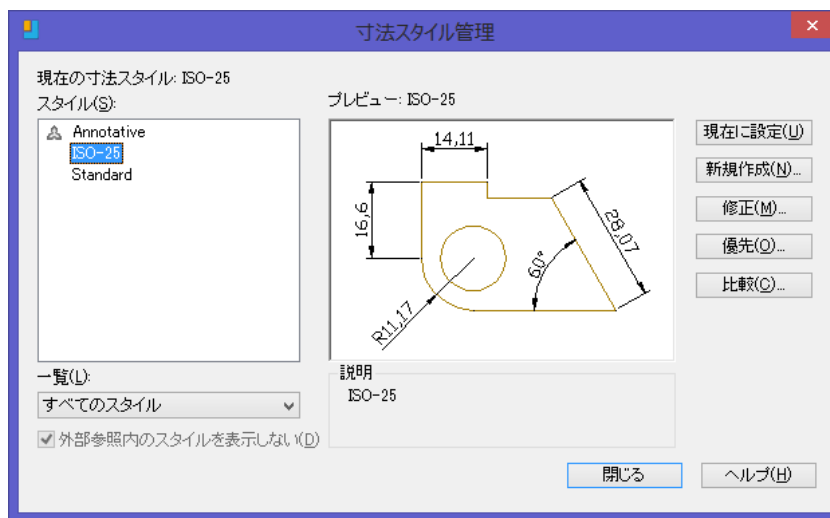 寸法スタイル管理
現在の寸法スタイル: ISO-25
スタイル(S):
プレビュー: ISO-25
Annotative
ISO-25
Standard
14,11
16,6
28,07
60°
R11,17
現在に設定(U)
新規作成(N)...
修正(M)...
優先(O)...
比較(C)...
一覧(L):
すべてのスタイル
外部参照内のスタイルを表示しない(D)
説明
ISO-25
閉じる
ヘルプ(H)